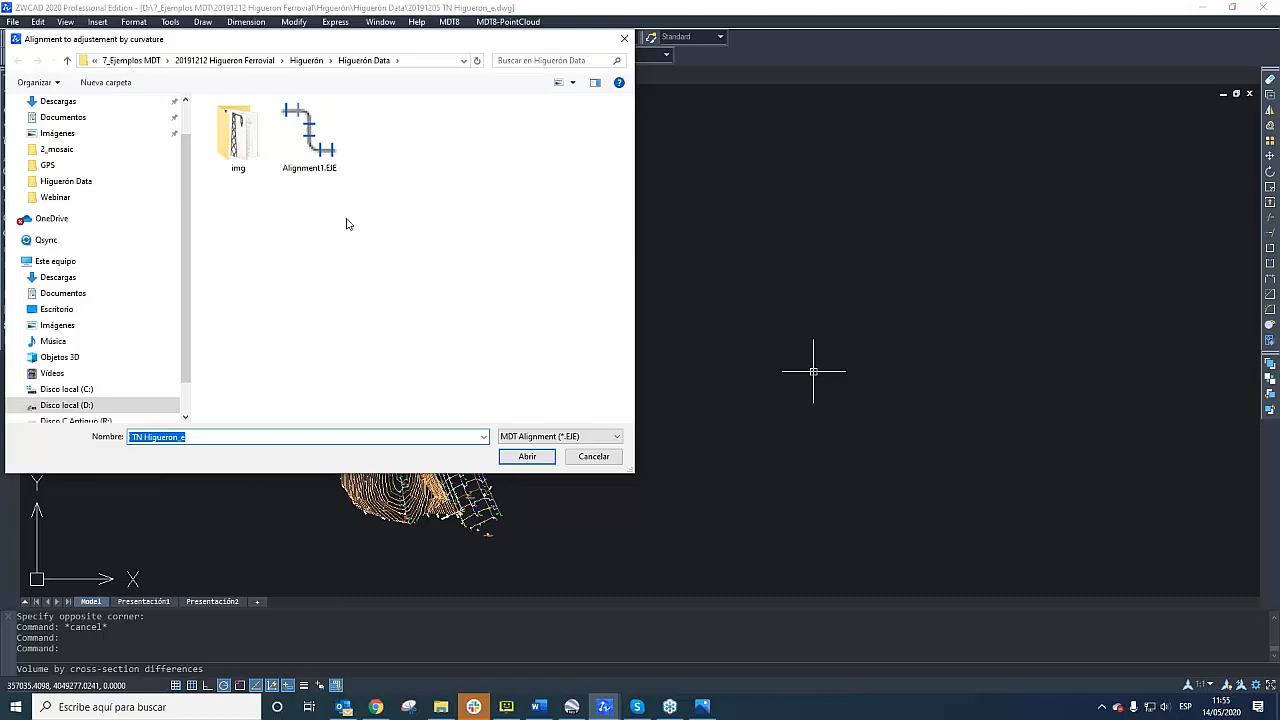 ZWCAD 2020 Professional Edition - [D:\7_Ejemplos MDT\20191212 Higueron Ferrovial\Higuerón\Higuerón Data\20191205 TN Higueron_e.dwg]
File Edit View Insert Format Tools Draw Dimension Modify Express Window Help MDT8 MDT8-PointCloud
Alignment to adjustement by curvature
Standard
« 7_Ejemplos MDT › 20191212 Higueron Ferrovial › Higuerón › Higuerón Data ›
Buscar en Higuerón Data
Organizar
Nueva carpeta
Descargas
Documentos
Imágenes
2_mosaic
GPS
Higuerón Data
Webinar
OneDrive
Qsync
Este equipo
Descargas
Documentos
Escritorio
Imágenes
Música
Objetos 3D
Vídeos
Disco local (C:)
Disco local (D:)
Disco C Antiguo (R:)
img
Alignment1.EJE
Nombre:
TN Higueron_e
MDT Alignment (*.EJE)
Abrir
Cancelar
Y
X
Model Presentación1 Presentación2 +
Specify opposite corner:
Command: *cancel*
Command:
Command:
Volume by cross-section differences
357035.4098, 4049277.0241, 0.0000
1:1
Escribe aquí para buscar
ESP
11:55
14/05/2020